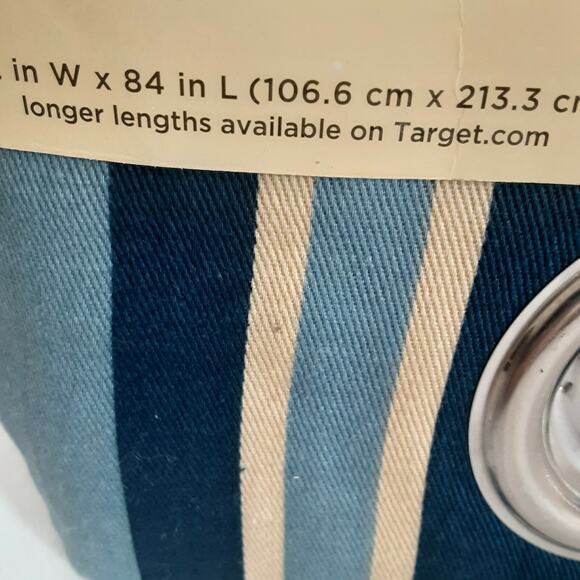 in W x 84 in L (106.6 cm x 213.3
longer lengths available on Target.com